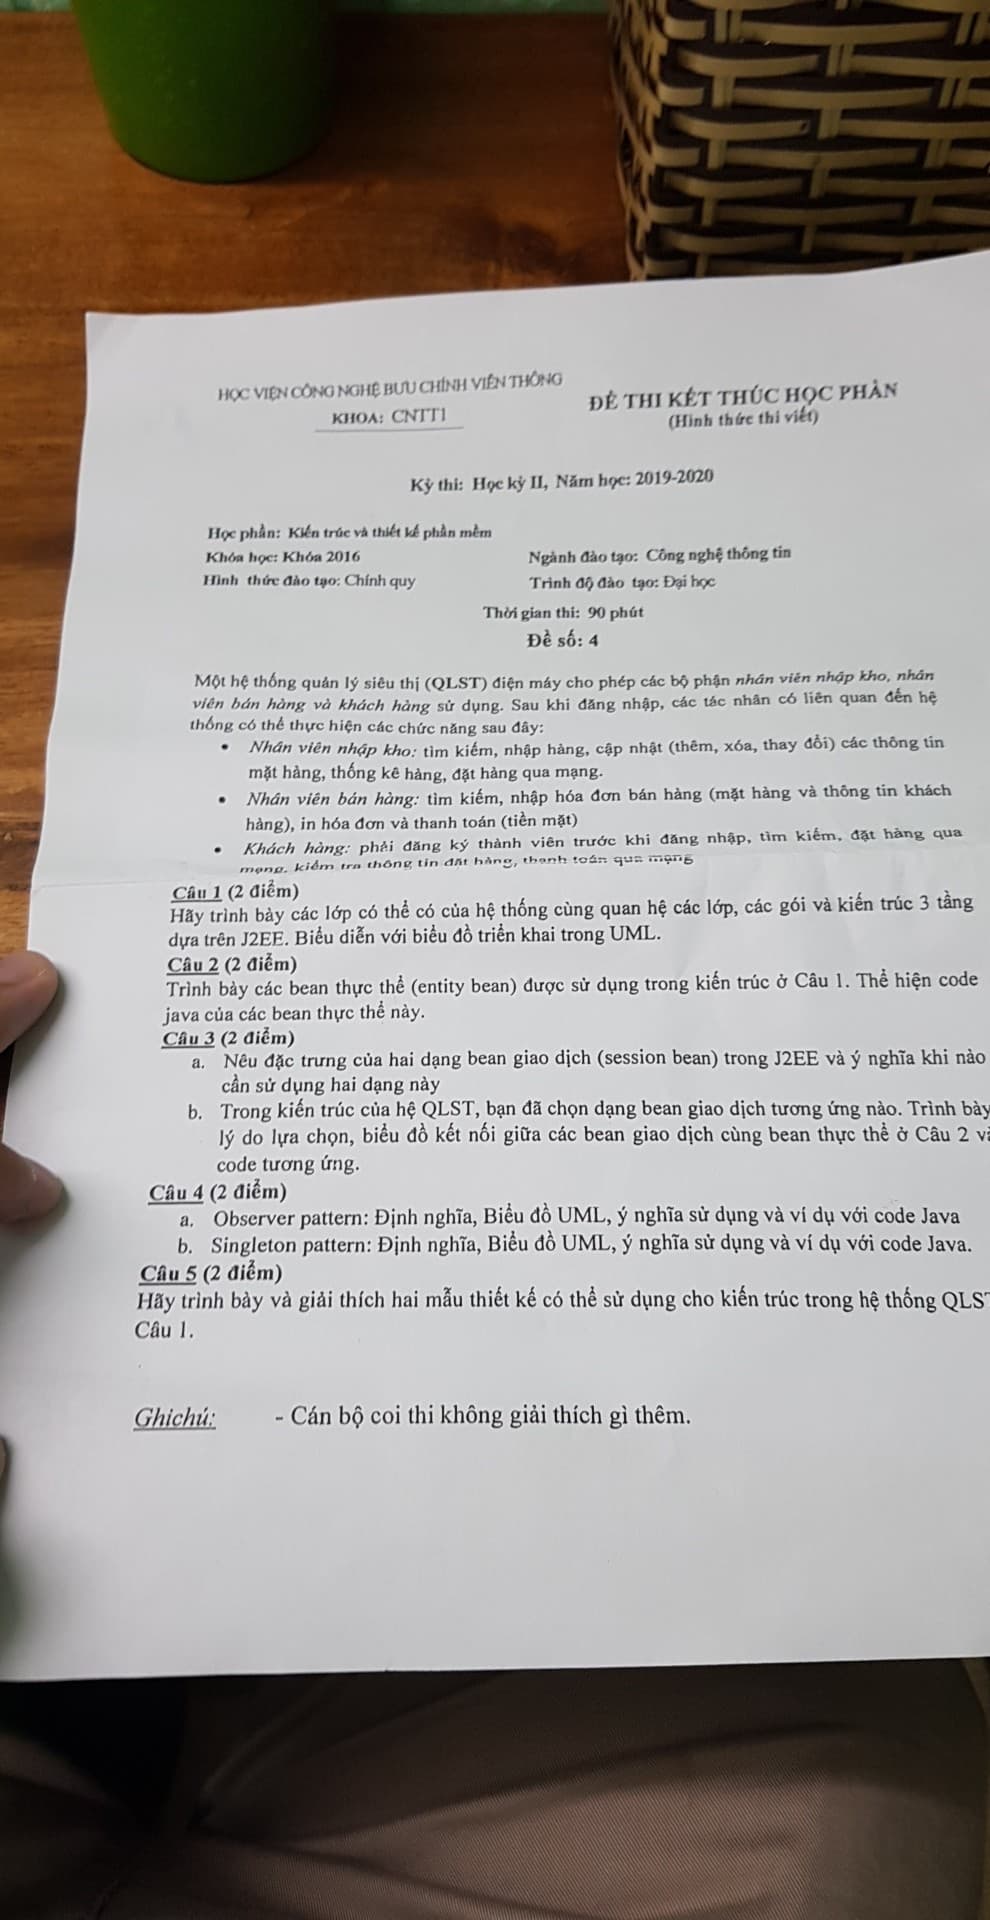 HỌC VIỆN CÔNG NGHỆ BƯU CHÍNH VIỄN THÔNG
KHOA: CNTT1
ĐỀ THI KẾT THÚC HỌC PHẦN
(Hình thức thi viết)
Kỳ thi: Học kỳ II, Năm học: 2019-2020
Học phần: Kiến trúc và thiết kế phần mềm
Khóa học: Khóa 2016
Ngành đào tạo: Công nghệ thông tin
Hình thức đào tạo: Chính quy
Trình độ đào tạo: Đại học
Thời gian thi: 90 phút
Đề số: 4
Một hệ thống quản lý siêu thị (QLST) điện máy cho phép các bộ phận nhân viên nhập kho, nhân
viên bán hàng và khách hàng sử dụng. Sau khi đăng nhập, các tác nhân có liên quan đến hệ
thống có thể thực hiện các chức năng sau đây:
• Nhân viên nhập kho: tìm kiếm, nhập hàng, cập nhật (thêm, xóa, thay đổi) các thông tin
mặt hàng, thống kê hàng, đặt hàng qua mạng.
• Nhân viên bán hàng: tìm kiếm, nhập hóa đơn bán hàng (mặt hàng và thông tin khách
hàng), in hóa đơn và thanh toán (tiền mặt)
• Khách hàng: phải đăng ký thành viên trước khi đăng nhập, tìm kiếm, đặt hàng qua
mạng, kiểm tra thông tin đặt hàng, thanh toán qua mạng
Câu 1 (2 điểm)
Hãy trình bày các lớp có thể có của hệ thống cùng quan hệ các lớp, các gói và kiến trúc 3 tầng
dựa trên J2EE. Biểu diễn với biểu đồ triển khai trong UML.
Câu 2 (2 điểm)
Trình bày các bean thực thể (entity bean) được sử dụng trong kiến trúc ở Câu 1. Thể hiện code
java của các bean thực thể này.
Câu 3 (2 điểm)
a. Nêu đặc trưng của hai dạng bean giao dịch (session bean) trong J2EE và ý nghĩa khi nào
cần sử dụng hai dạng này
b. Trong kiến trúc của hệ QLST, bạn đã chọn dạng bean giao dịch tương ứng nào. Trình bày
lý do lựa chọn, biểu đồ kết nối giữa các bean giao dịch cùng bean thực thể ở Câu 2
code tương ứng.
Câu 4 (2 điểm)
a. Observer pattern: Định nghĩa, Biểu đồ UML, ý nghĩa sử dụng và ví dụ với code Java
b. Singleton pattern: Định nghĩa, Biểu đồ UML, ý nghĩa sử dụng và ví dụ với code Java.
Câu 5 (2 điểm)
Hãy trình bày và giải thích hai mẫu thiết kế có thể sử dụng cho kiến trúc trong hệ thống QLST
Câu 1.
Ghichú: - Cán bộ coi thi không giải thích gì thêm.